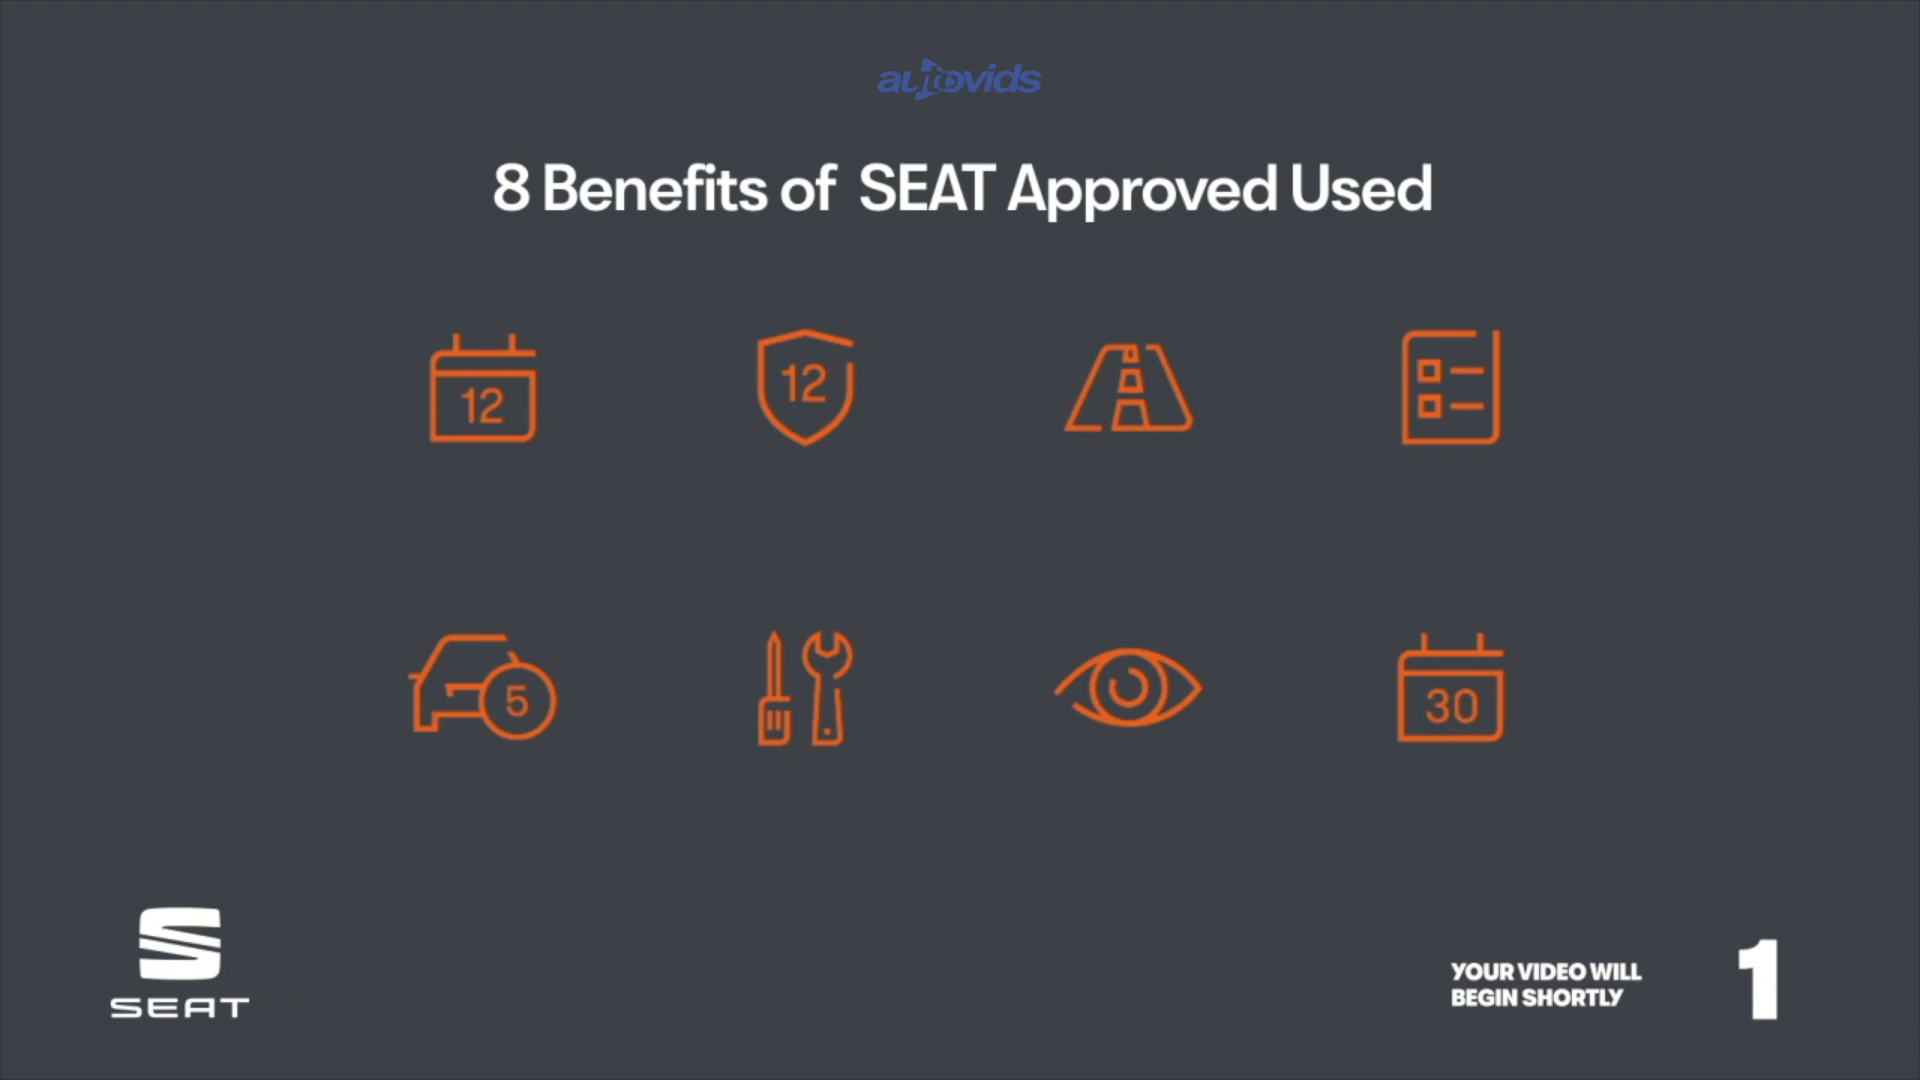 autovids
8 Benefits of SEAT Approved Used
12
12
5
30
SEAT
YOUR VIDEO WILL
BEGIN SHORTLY
1